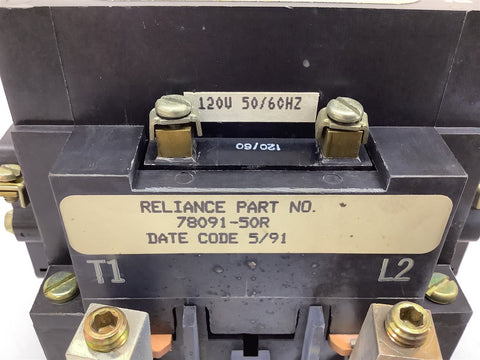 120V 50/60HZ
120/60
RELIANCE PART NO.
78091-50R
DATE CODE 5/91
T1
L2